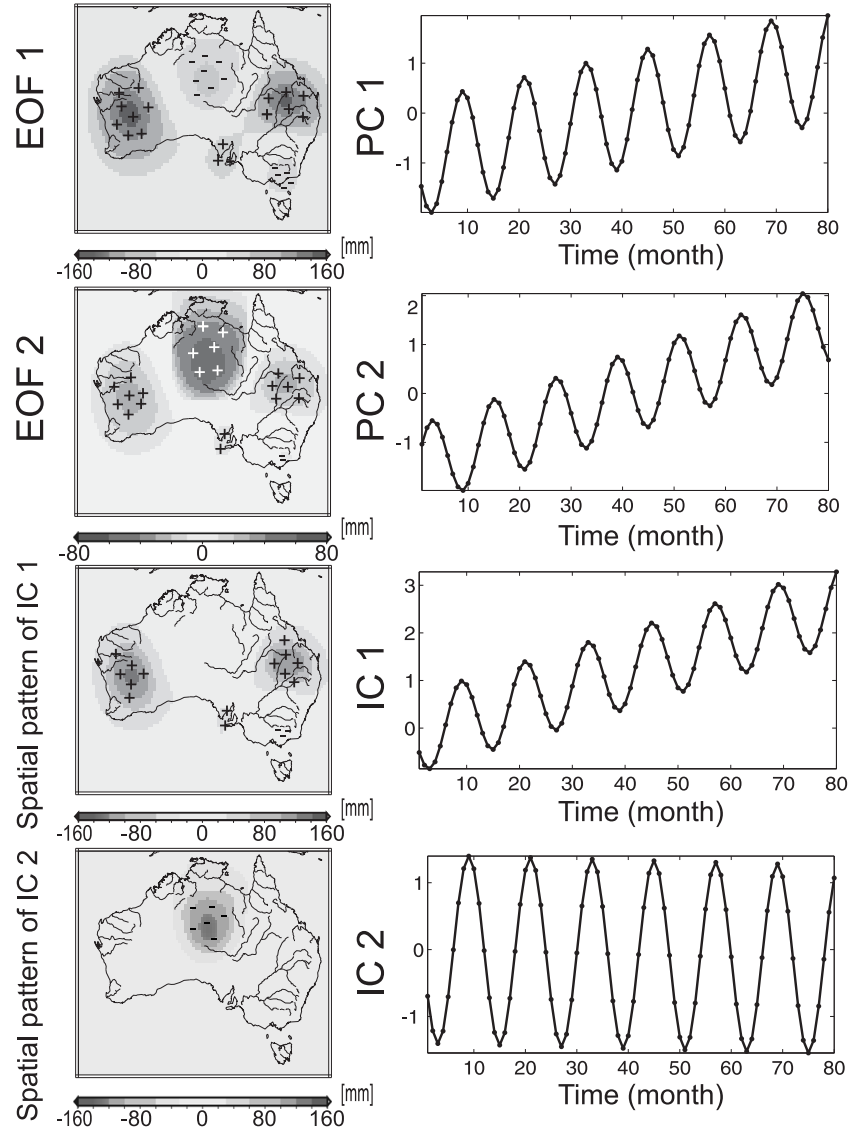 EOF 1
-160 -80 0 80 160 [mm]
PC 1
1
0
-1
10 20 30 40 50 60 70 80
Time (month)
EOF 2
-80 0 80 [mm]
PC 2
2
1
0
-1
10 20 30 40 50 60 70 80
Time (month)
Spatial pattern of IC 1
-160 -80 0 80 160 [mm]
IC 1
3
2
1
0
10 20 30 40 50 60 70 80
Time (month)
Spatial pattern of IC 2
-160 -80 0 80 160 [mm]
IC 2
1
0
-1
10 20 30 40 50 60 70 80
Time (month)